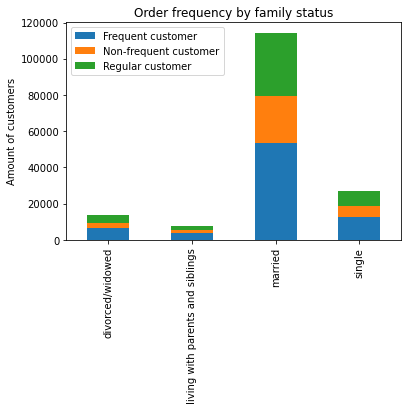 Order frequency by family status
Frequent customer
Non-frequent customer
Regular customer
Amount of customers
120000
100000
80000
60000
40000
20000
0
divorced/widowed
living with parents and siblings
married
single